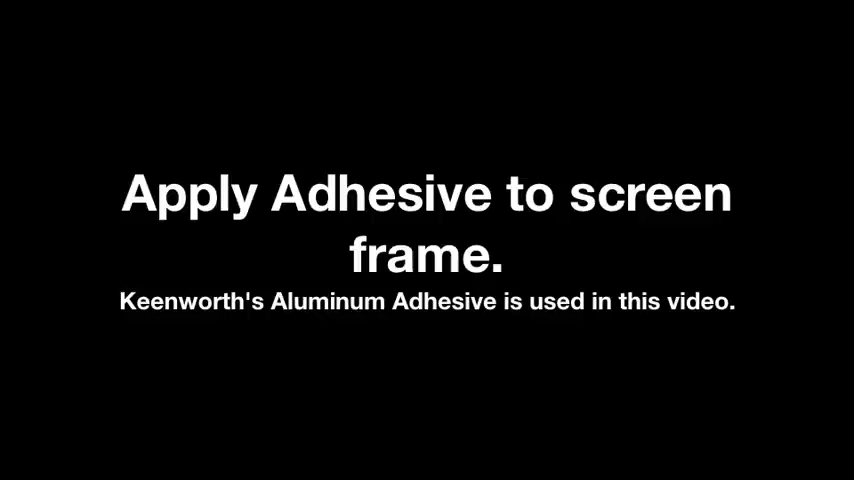 Apply Adhesive to screen
frame.
Keenworth's Aluminum Adhesive is used in this video.